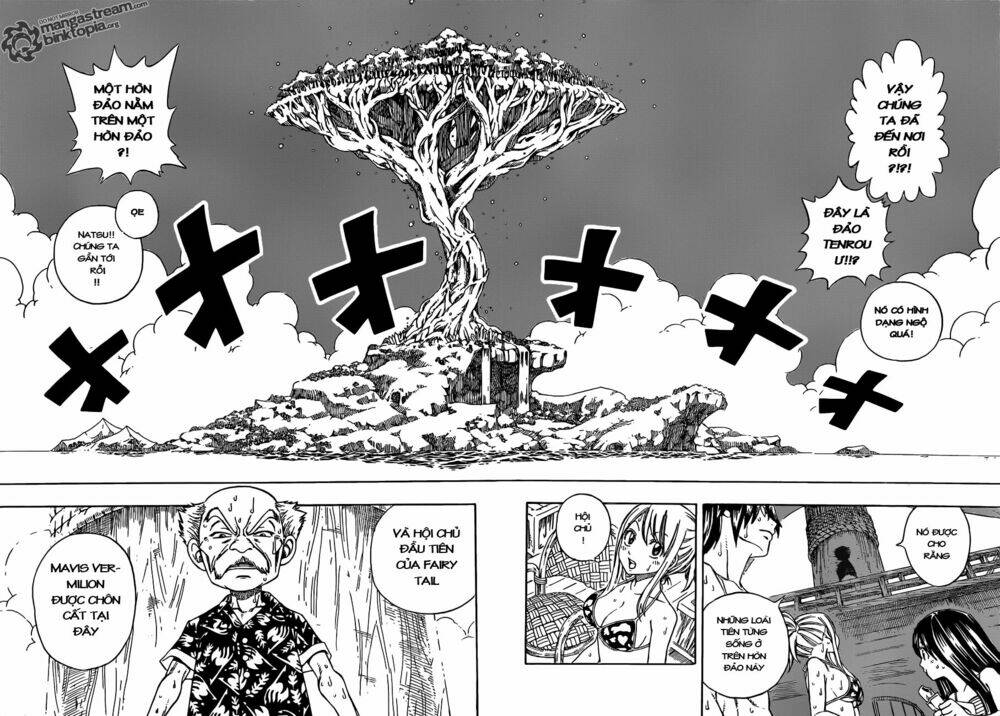 DO NOT MIRROR
mangastream.com
binktopia.org
VẬY
CHÚNG
TA ĐÃ
ĐẾN NƠI
RỒI
?!?!
ĐÂY LÀ
ĐẢO
TENROU
Ư!!?
NÓ CÓ HÌNH
DẠNG NGỘ
QUÁ!
MỘT HÒN
ĐẢO NẰM
TRÊN MỘT
HÒN ĐẢO
?!
ỌE
NATSU!!
CHÚNG TA
GẦN TỚI
RỒI
!!
NÓ ĐƯỢC
CHO
RẰNG
NHỮNG LOÀI
TIÊN TỪNG
SỐNG Ở
TRÊN HÒN
ĐẢO NÀY
HỘI
CHỦ
!
VÀ HỘI CHỦ
ĐẦU TIÊN
CỦA FAIRY
TAIL
MAVIS VER-
MILION
ĐƯỢC CHÔN
CẤT TẠI
ĐÂY